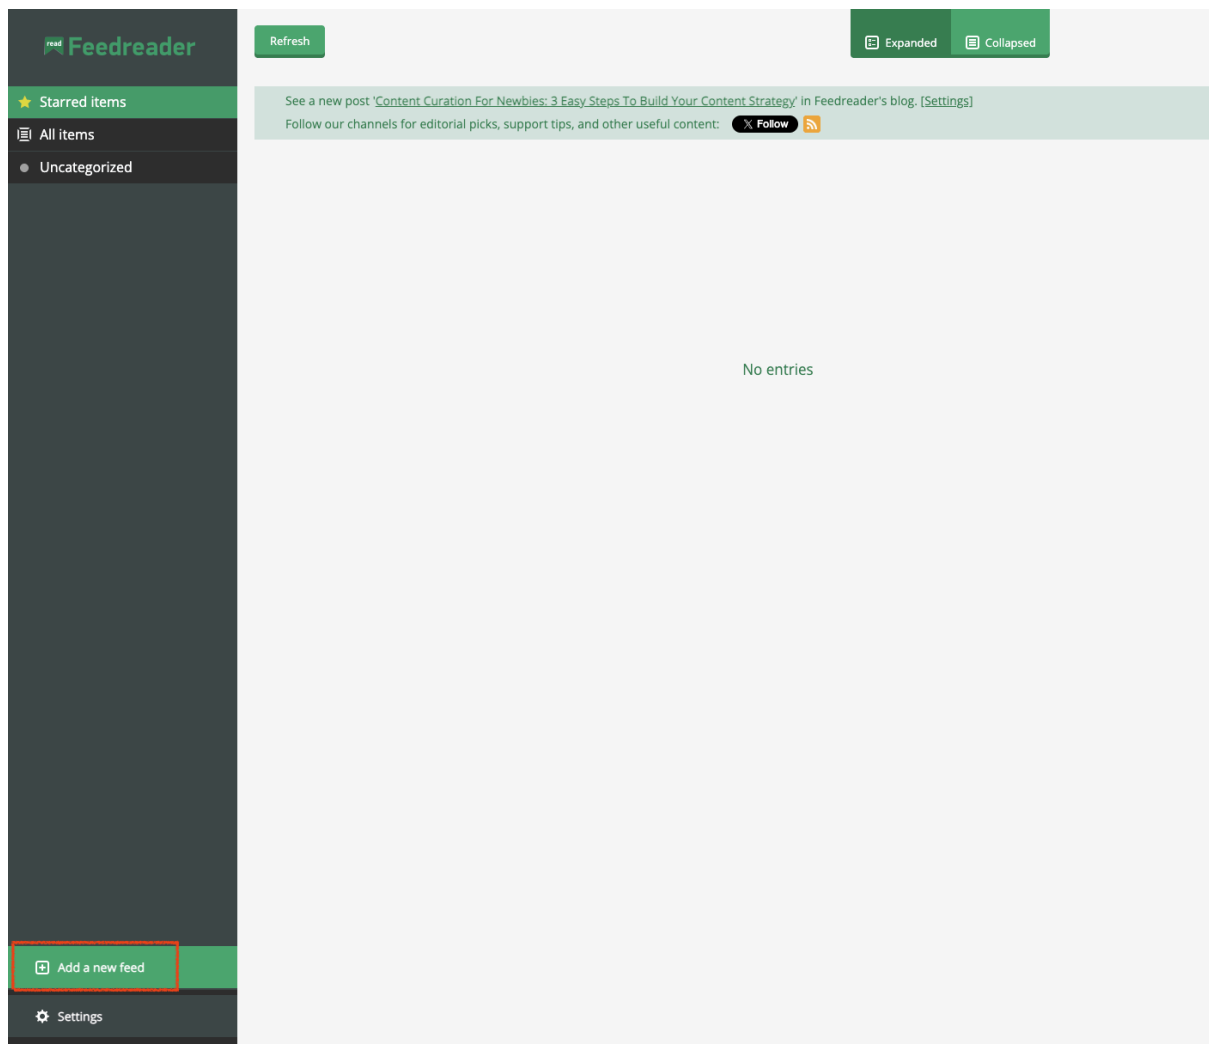 read Feedreader
Refresh
Expanded
Collapsed
Starred items
All items
Uncategorized
See a new post 'Content Curation For Newbies: 3 Easy Steps To Build Your Content Strategy' in Feedreader's blog. [Settings]
Follow our channels for editorial picks, support tips, and other useful content: X Follow
No entries
Add a new feed
Settings